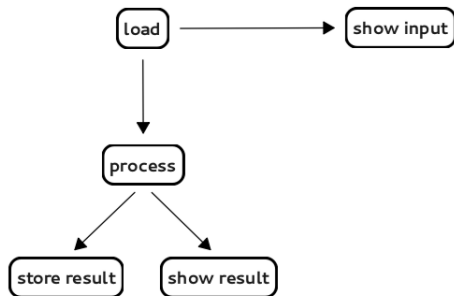 load
show input
process
store result
show result